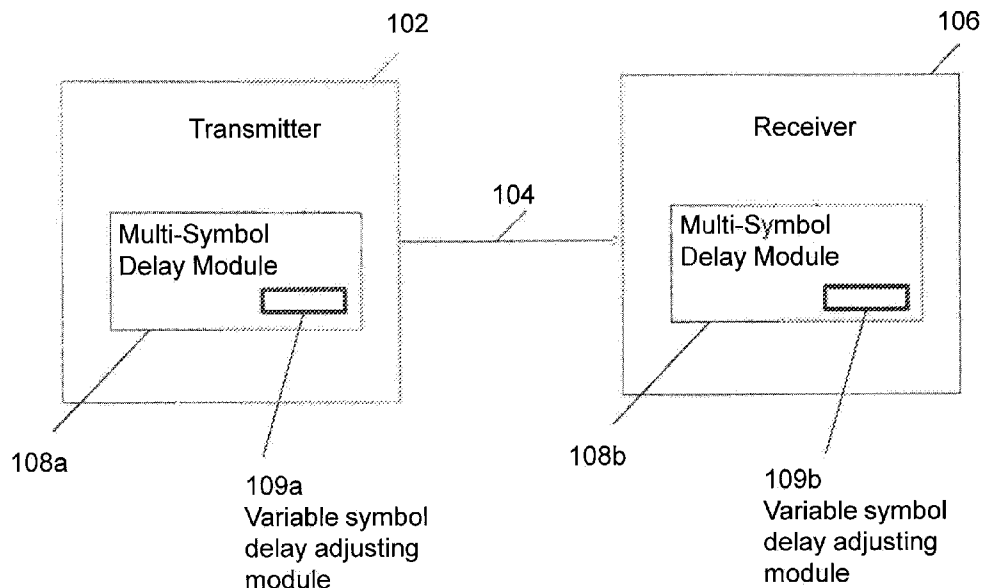 102
106
Transmitter
Receiver
104
Multi-Symbol
Delay Module
Multi-Symbol
Delay Module
108a
109a
Variable symbol
delay adjusting
module
108b
109b
Variable symbol
delay adjusting
module